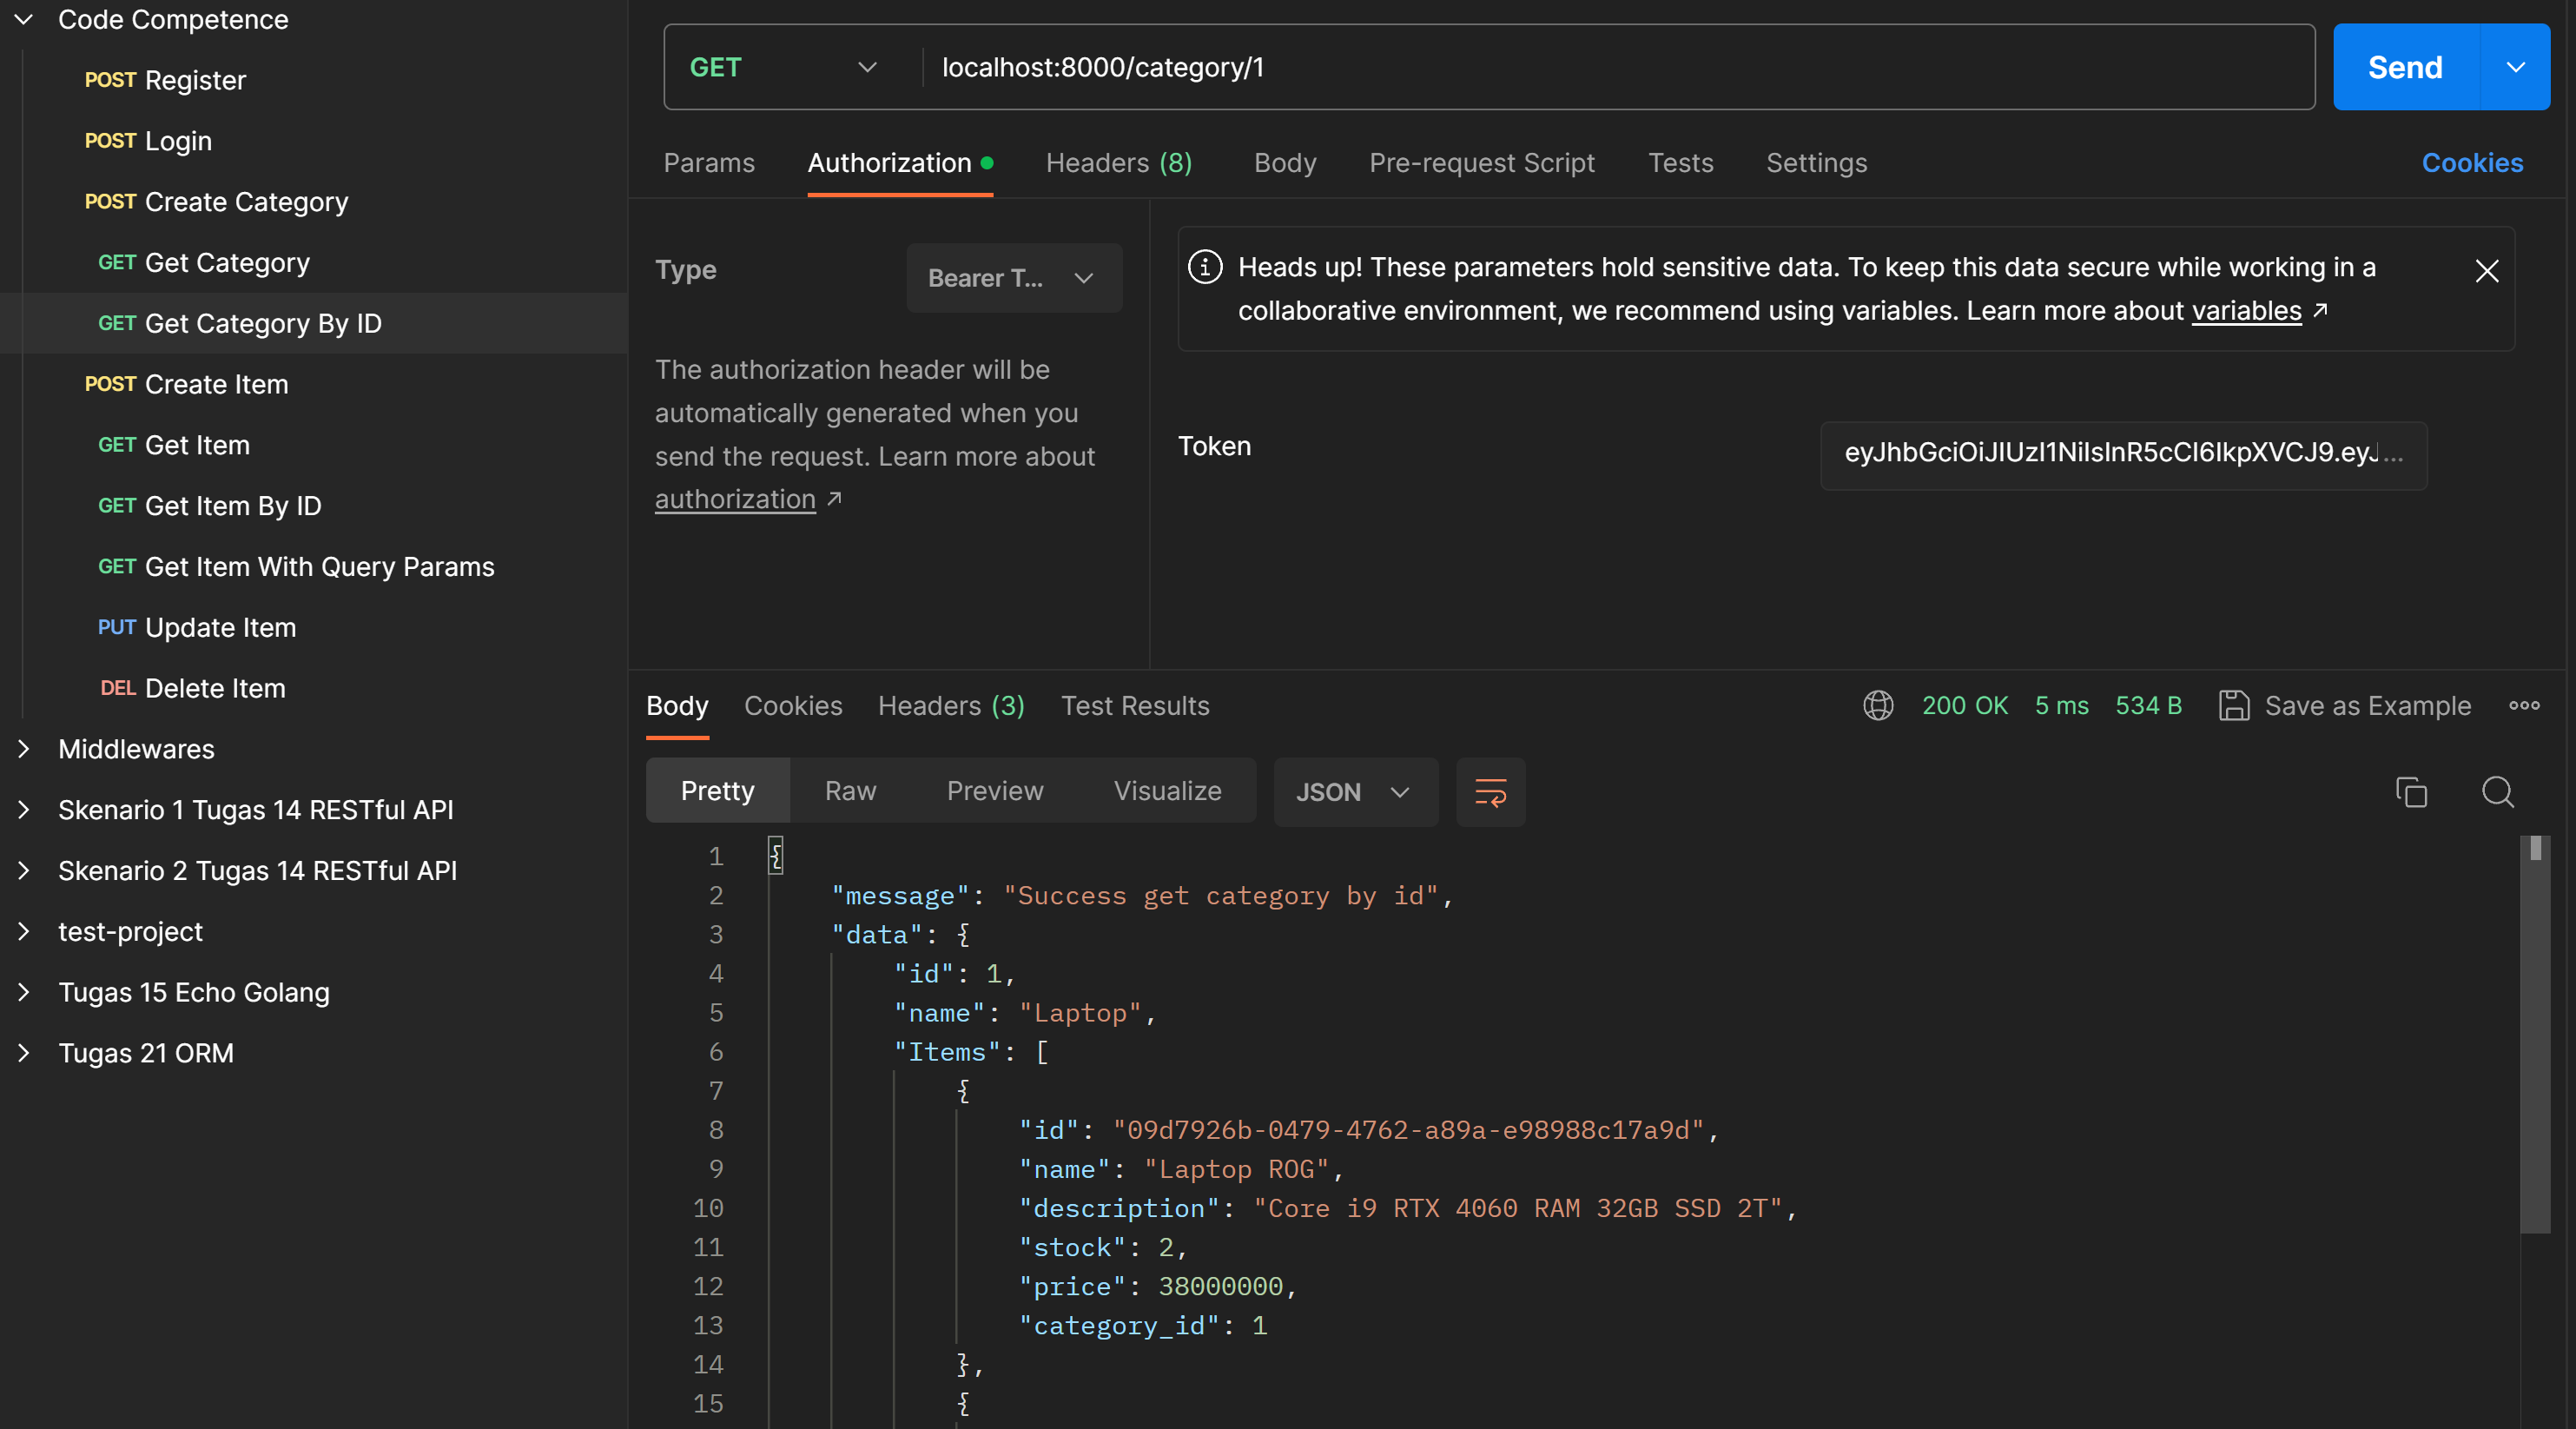 Code Competence
POST Register
POST Login
POST Create Category
GET Get Category
GET Get Category By ID
POST Create Item
GET Get Item
GET Get Item By ID
GET Get Item With Query Params
PUT Update Item
DEL Delete Item
Middlewares
Skenario 1 Tugas 14 RESTful API
Skenario 2 Tugas 14 RESTful API
test-project
Tugas 15 Echo Golang
Tugas 21 ORM
GET localhost:8000/category/1 Send
Params Authorization Headers (8) Body Pre-request Script Tests Settings Cookies
Type Bearer T...
The authorization header will be
automatically generated when you
send the request. Learn more about
authorization ↗
Heads up! These parameters hold sensitive data. To keep this data secure while working in a
collaborative environment, we recommend using variables. Learn more about variables ↗
Token eyJhbGciOiJIUzI1NiIsInR5cCI6IkpXVCJ9.eyJ...
Body Cookies Headers (3) Test Results 200 OK 5 ms 534 B Save as Example
Pretty Raw Preview Visualize JSON
1 {
2 "message": "Success get category by id",
3 "data": {
4 "id": 1,
5 "name": "Laptop",
6 "Items": [
7 {
8 "id": "09d7926b-0479-4762-a89a-e98988c17a9d",
9 "name": "Laptop ROG",
10 "description": "Core i9 RTX 4060 RAM 32GB SSD 2T",
11 "stock": 2,
12 "price": 38000000,
13 "category_id": 1
14 },
15 {